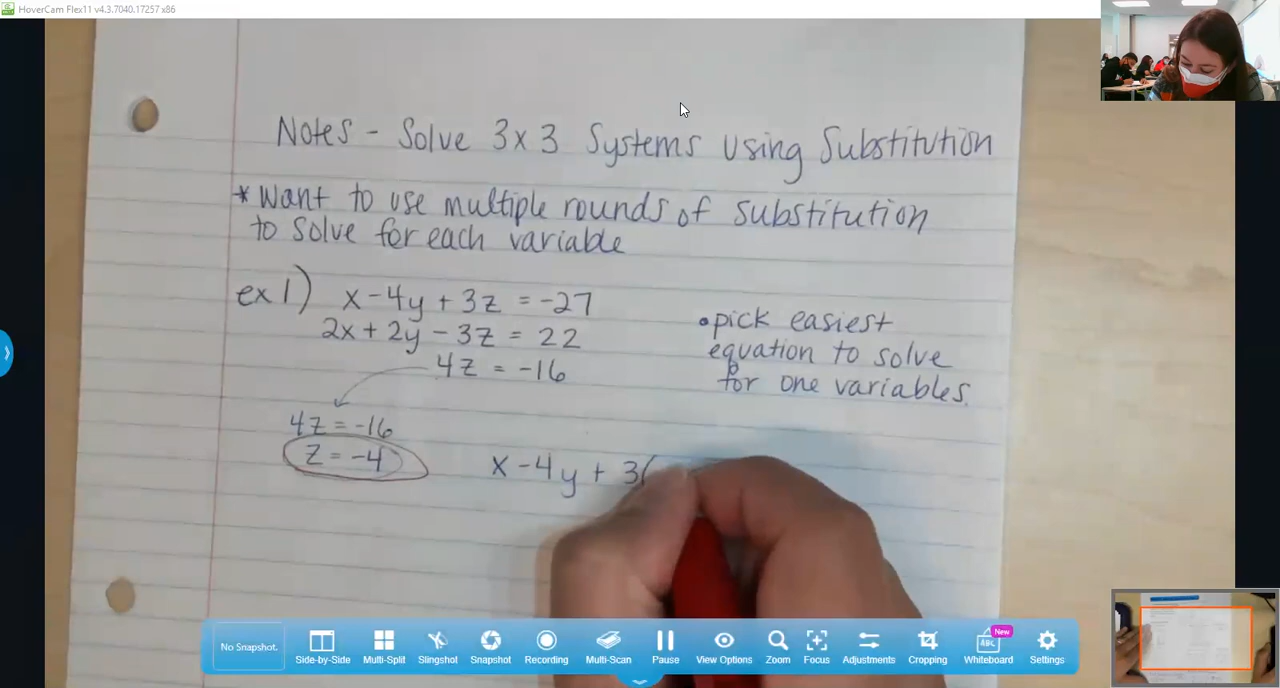 HoverCam Flex11 v4.3.7040.17257 x86
Notes - Solve 3x3 Systems Using Substitution
* Want to use multiple rounds of substitution
to solve for each variable
ex 1) x - 4y + 3z = -27
2x + 2y - 3z = 22
4z = -16
• pick easiest
equation to solve
for one variables.
4z = -16
z = -4
x - 4y + 3(
No Snapshot.
Side-by-Side
Multi-Split
Slingshot
Snapshot
Recording
Multi-Scan
Pause
View Options
Zoom
Focus
Adjustments
Cropping
New
ABC
Whiteboard
Settings